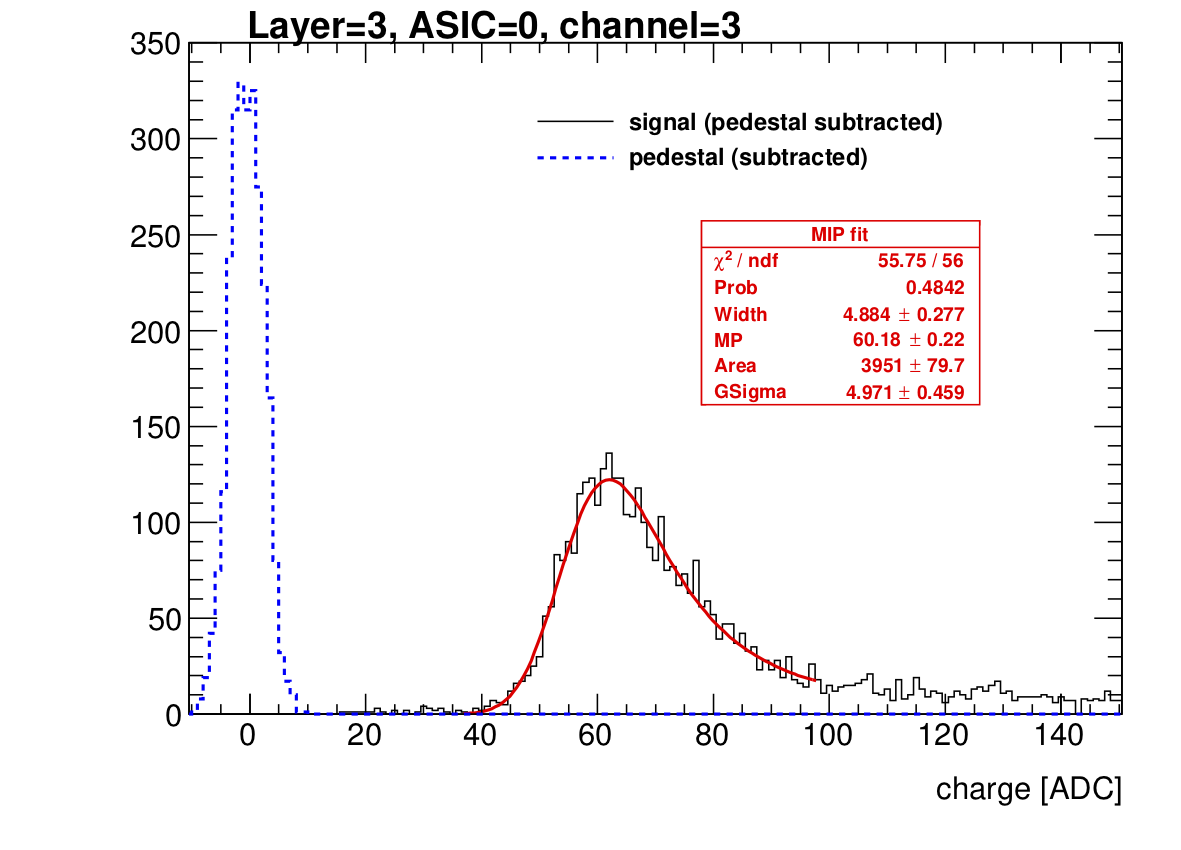 Layer=3, ASIC=0, channel=3
350
300
250
200
150
100
50
0
signal (pedestal subtracted)
pedestal (subtracted)
MIP fit
χ² / ndf 55.75 / 56
Prob 0.4842
Width 4.884 ± 0.277
MP 60.18 ± 0.22
Area 3951 ± 79.7
GSigma 4.971 ± 0.459
0 20 40 60 80 100 120 140
charge [ADC]